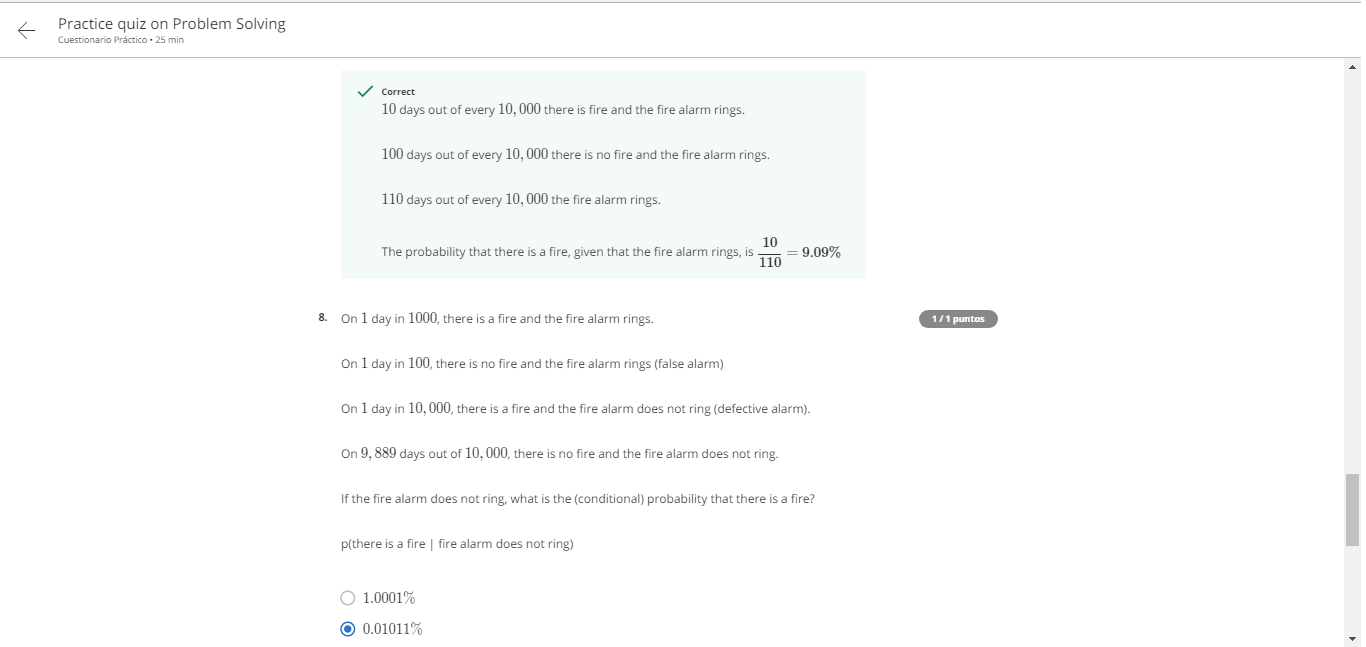 Practice quiz on Problem Solving
Cuestionario Práctico • 25 min
Correct
10 days out of every 10, 000 there is fire and the fire alarm rings.
100 days out of every 10, 000 there is no fire and the fire alarm rings.
110 days out of every 10, 000 the fire alarm rings.
The probability that there is a fire, given that the fire alarm rings, is 10/110 = 9.09%
8. On 1 day in 1000, there is a fire and the fire alarm rings. 1 / 1 puntos
On 1 day in 100, there is no fire and the fire alarm rings (false alarm)
On 1 day in 10, 000, there is a fire and the fire alarm does not ring (defective alarm).
On 9, 889 days out of 10, 000, there is no fire and the fire alarm does not ring.
If the fire alarm does not ring, what is the (conditional) probability that there is a fire?
p(there is a fire | fire alarm does not ring)
1.0001%
0.01011%